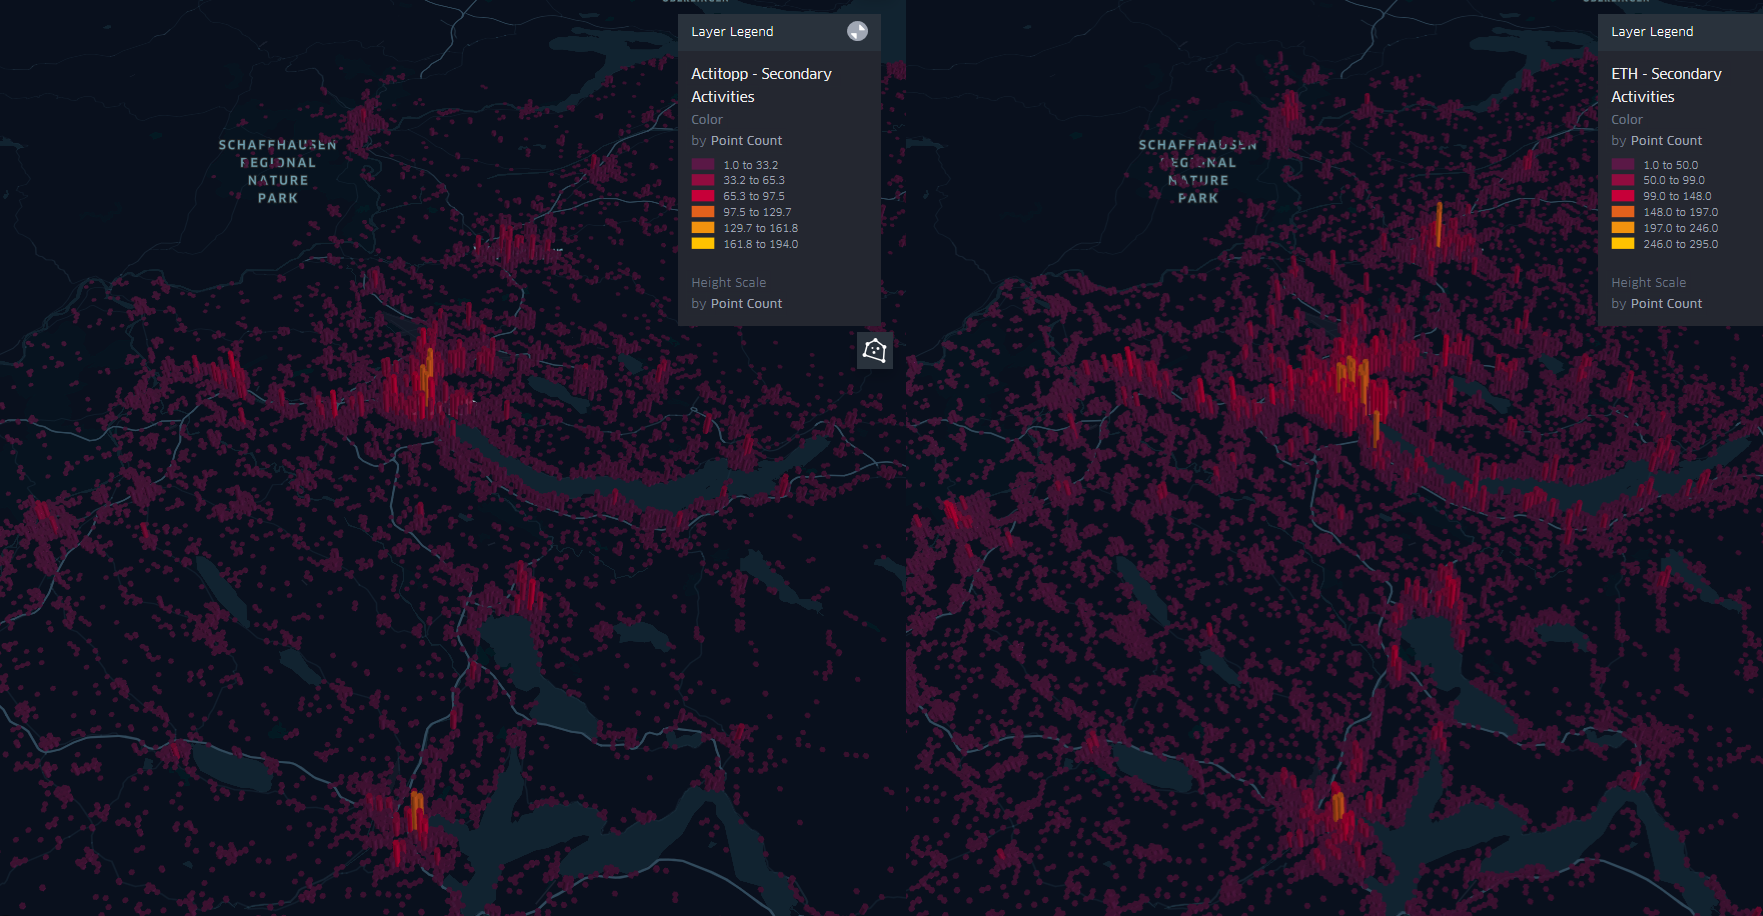 Layer Legend
Actitopp - Secondary
Activities
Color
by Point Count
1.0 to 33.2
33.2 to 65.3
65.3 to 97.5
97.5 to 129.7
129.7 to 161.8
161.8 to 194.0
Height Scale
by Point Count
SCHAFFHAUSEN
REGIONAL
NATURE
PARK
Layer Legend
ETH - Secondary
Activities
Color
by Point Count
1.0 to 50.0
50.0 to 99.0
99.0 to 148.0
148.0 to 197.0
197.0 to 246.0
246.0 to 295.0
Height Scale
by Point Count
SCHAFFHAUSEN
REGIONAL
NATURE
PARK